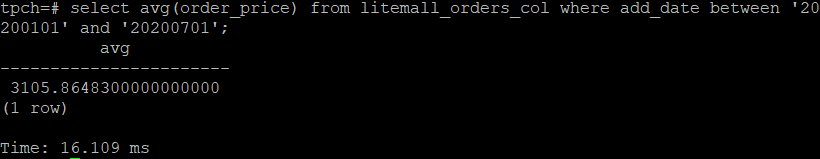 tpch=# select avg(order_price) from litemall_orders_col where add_date between '20
200101' and '20200701';
avg
-----------------------
3105.8648300000000000
(1 row)
Time: 16.109 ms